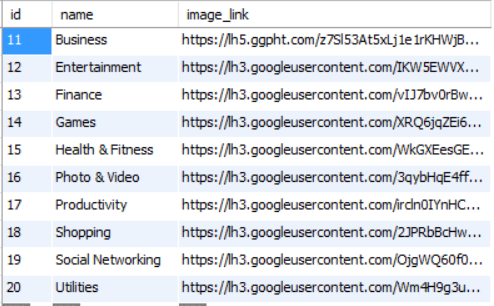 id name image_link
11 Business https://lh5.ggpht.com/z7Sl53At5xLj1e1rKHWjB...
12 Entertainment https://lh3.googleusercontent.com/IKW5EWVX...
13 Finance https://lh3.googleusercontent.com/vIJ7bv0rBw...
14 Games https://lh3.googleusercontent.com/XRQ6jqZEi6...
15 Health & Fitness https://lh3.googleusercontent.com/WkGXEesGE...
16 Photo & Video https://lh3.googleusercontent.com/3qybHqE4ff...
17 Productivity https://lh3.googleusercontent.com/ircln0IYnHC...
18 Shopping https://lh3.googleusercontent.com/2JPRbBcHw...
19 Social Networking https://lh3.googleusercontent.com/OjgWQ60f0...
20 Utilities https://lh3.googleusercontent.com/Wm4H9g3u...